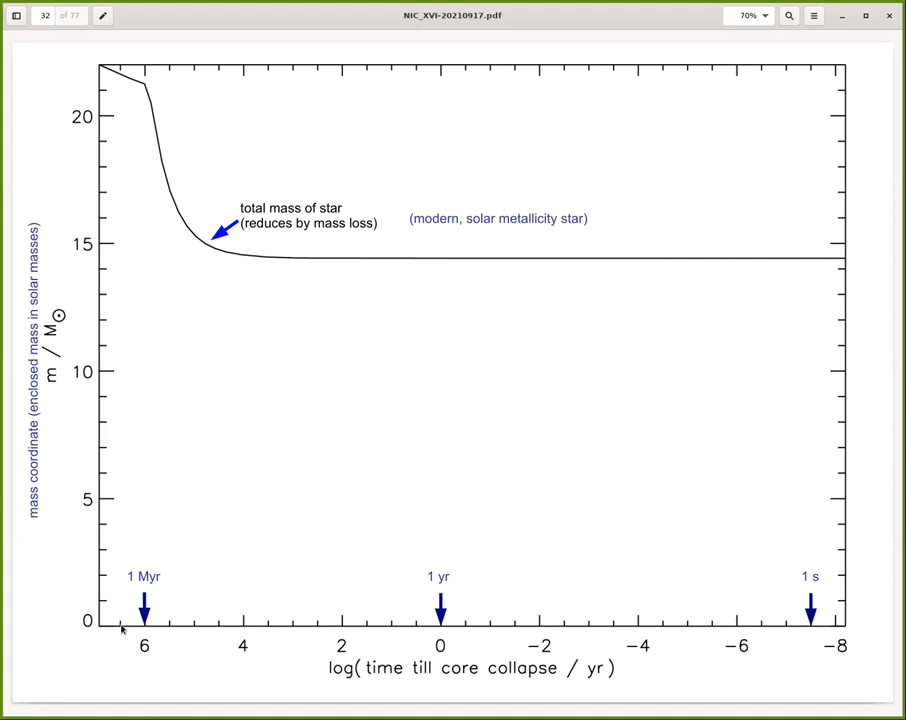 32 of 77
NIC_XVI-20210917.pdf
70%
20
15
10
5
0
mass coordinate (enclosed mass in solar masses)
m / M☉
total mass of star
(reduces by mass loss)
(modern, solar metallicity star)
1 Myr
1 yr
1 s
6 4 2 0 −2 −4 −6 −8
log( time till core collapse / yr )